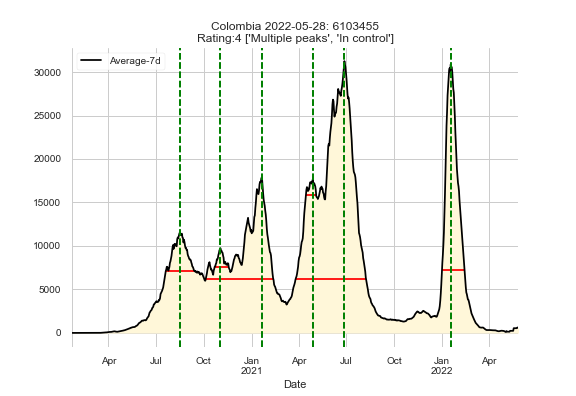 Colombia 2022-05-28: 6103455
Rating:4 ['Multiple peaks', 'In control']
Average-7d
30000
25000
20000
15000
10000
5000
0
Apr Jul Oct Jan Apr Jul Oct Jan Apr
2021 2022
Date